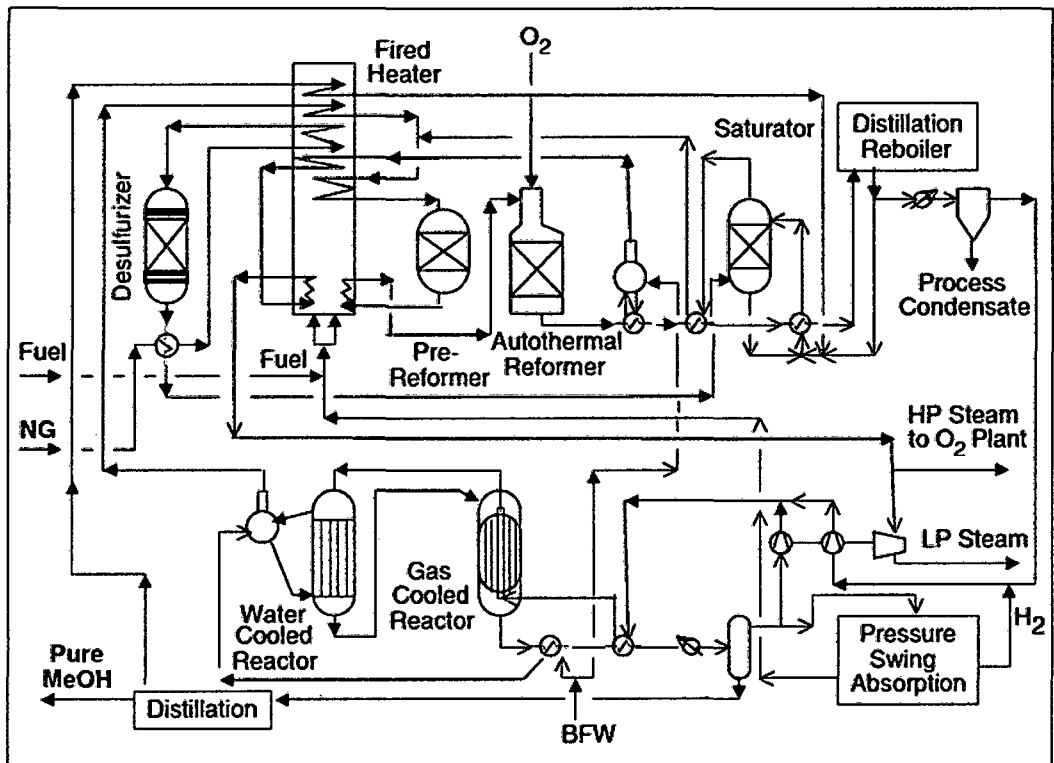 O2
Fired
Heater
Saturator
Distillation
Reboiler
Desulfurizer
Process
Condensate
Fuel
Fuel
Pre-
Reformer
Autothermal
Reformer
NG
HP Steam
to O2 Plant
LP Steam
Gas
Cooled
Reactor
Water
Cooled
Reactor
H2
Pure
MeOH
Pressure
Swing
Absorption
Distillation
BFW